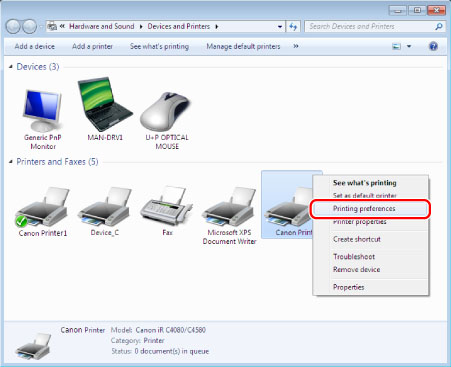 « Hardware and Sound ▸ Devices and Printers ▸
Search Devices and Printers
Add a device Add a printer See what's printing Manage default printers »
Devices (3)
Generic PnP Monitor
MAN-DRV1
U+P OPTICAL MOUSE
Printers and Faxes (5)
Canon Printer1
Device_C
Fax
Microsoft XPS Document Writer
Canon Print
See what's printing
Set as default printer
Printing preferences
Printer properties
Create shortcut
Troubleshoot
Remove device
Properties
Canon Printer Model: Canon iR C4080/C4580
Category: Printer
Status: 0 document(s) in queue